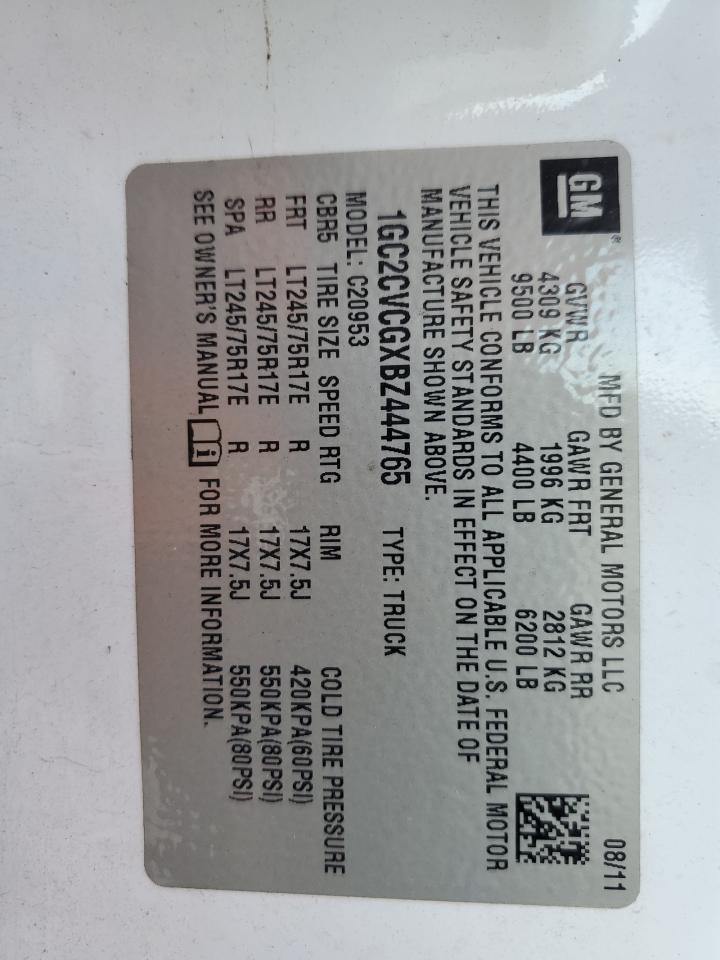 GM®
MFD BY GENERAL MOTORS LLC 08/11
GVWR GAWR FRT GAWR RR
4309 KG 1996 KG 2812 KG
9500 LB 4400 LB 6200 LB
THIS VEHICLE CONFORMS TO ALL APPLICABLE U.S. FEDERAL MOTOR
VEHICLE SAFETY STANDARDS IN EFFECT ON THE DATE OF
MANUFACTURE SHOWN ABOVE.
1GC2CVCGXBZ444765 TYPE: TRUCK
MODEL: C20953
CBR5 TIRE SIZE SPEED RTG RIM COLD TIRE PRESSURE
FRT LT245/75R17E R 17X7.5J 420KPA(60PSI)
RR LT245/75R17E R 17X7.5J 550KPA(80PSI)
SPA LT245/75R17E R 17X7.5J 550KPA(80PSI)
SEE OWNER'S MANUAL i FOR MORE INFORMATION.